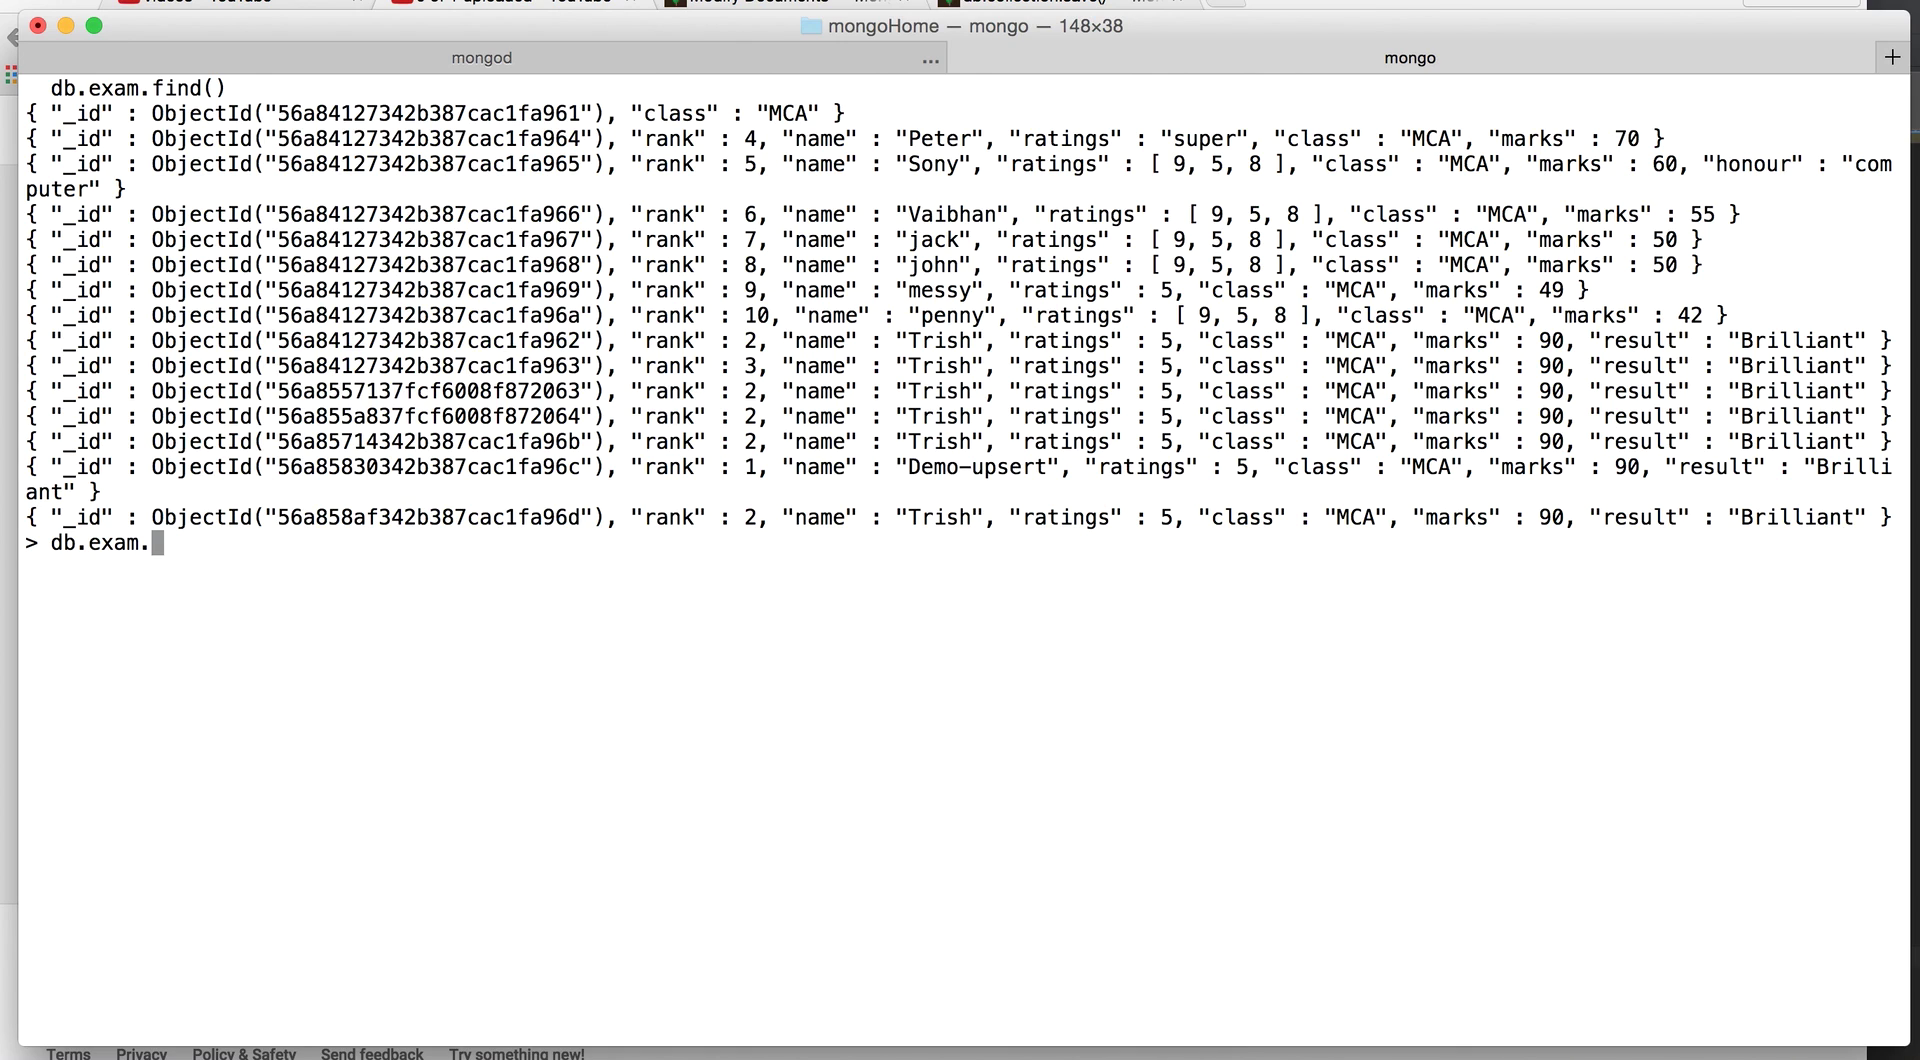 mongoHome — mongo — 148×38
mongod
...
mongo
+
db.exam.find()
{ "_id" : ObjectId("56a84127342b387cac1fa961"), "class" : "MCA" }
{ "_id" : ObjectId("56a84127342b387cac1fa964"), "rank" : 4, "name" : "Peter", "ratings" : "super", "class" : "MCA", "marks" : 70 }
{ "_id" : ObjectId("56a84127342b387cac1fa965"), "rank" : 5, "name" : "Sony", "ratings" : [ 9, 5, 8 ], "class" : "MCA", "marks" : 60, "honour" : "com
puter" }
{ "_id" : ObjectId("56a84127342b387cac1fa966"), "rank" : 6, "name" : "Vaibhan", "ratings" : [ 9, 5, 8 ], "class" : "MCA", "marks" : 55 }
{ "_id" : ObjectId("56a84127342b387cac1fa967"), "rank" : 7, "name" : "jack", "ratings" : [ 9, 5, 8 ], "class" : "MCA", "marks" : 50 }
{ "_id" : ObjectId("56a84127342b387cac1fa968"), "rank" : 8, "name" : "john", "ratings" : [ 9, 5, 8 ], "class" : "MCA", "marks" : 50 }
{ "_id" : ObjectId("56a84127342b387cac1fa969"), "rank" : 9, "name" : "messy", "ratings" : 5, "class" : "MCA", "marks" : 49 }
{ "_id" : ObjectId("56a84127342b387cac1fa96a"), "rank" : 10, "name" : "penny", "ratings" : [ 9, 5, 8 ], "class" : "MCA", "marks" : 42 }
{ "_id" : ObjectId("56a84127342b387cac1fa962"), "rank" : 2, "name" : "Trish", "ratings" : 5, "class" : "MCA", "marks" : 90, "result" : "Brilliant" }
{ "_id" : ObjectId("56a84127342b387cac1fa963"), "rank" : 3, "name" : "Trish", "ratings" : 5, "class" : "MCA", "marks" : 90, "result" : "Brilliant" }
{ "_id" : ObjectId("56a8557137fcf6008f872063"), "rank" : 2, "name" : "Trish", "ratings" : 5, "class" : "MCA", "marks" : 90, "result" : "Brilliant" }
{ "_id" : ObjectId("56a855a837fcf6008f872064"), "rank" : 2, "name" : "Trish", "ratings" : 5, "class" : "MCA", "marks" : 90, "result" : "Brilliant" }
{ "_id" : ObjectId("56a85714342b387cac1fa96b"), "rank" : 2, "name" : "Trish", "ratings" : 5, "class" : "MCA", "marks" : 90, "result" : "Brilliant" }
{ "_id" : ObjectId("56a85830342b387cac1fa96c"), "rank" : 1, "name" : "Demo-upsert", "ratings" : 5, "class" : "MCA", "marks" : 90, "result" : "Brilli
ant" }
{ "_id" : ObjectId("56a858af342b387cac1fa96d"), "rank" : 2, "name" : "Trish", "ratings" : 5, "class" : "MCA", "marks" : 90, "result" : "Brilliant" }
> db.exam.
Terms Privacy Policy & Safety Send feedback Try something new!